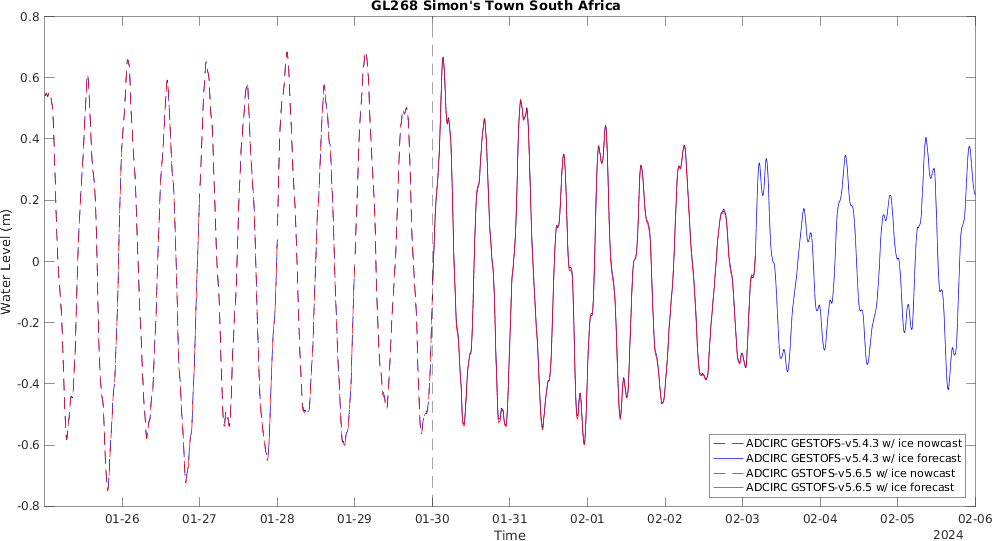 GL268 Simon's Town South Africa
0.8
0.6
0.4
0.2
0
-0.2
-0.4
-0.6
-0.8
Water Level (m)
ADCIRC GESTOFS-v5.4.3 w/ ice nowcast
ADCIRC GESTOFS-v5.4.3 w/ ice forecast
ADCIRC GSTOFS-v5.6.5 w/ ice nowcast
ADCIRC GSTOFS-v5.6.5 w/ ice forecast
01-26 01-27 01-28 01-29 01-30 01-31 02-01 02-02 02-03 02-04 02-05 02-06
Time
2024